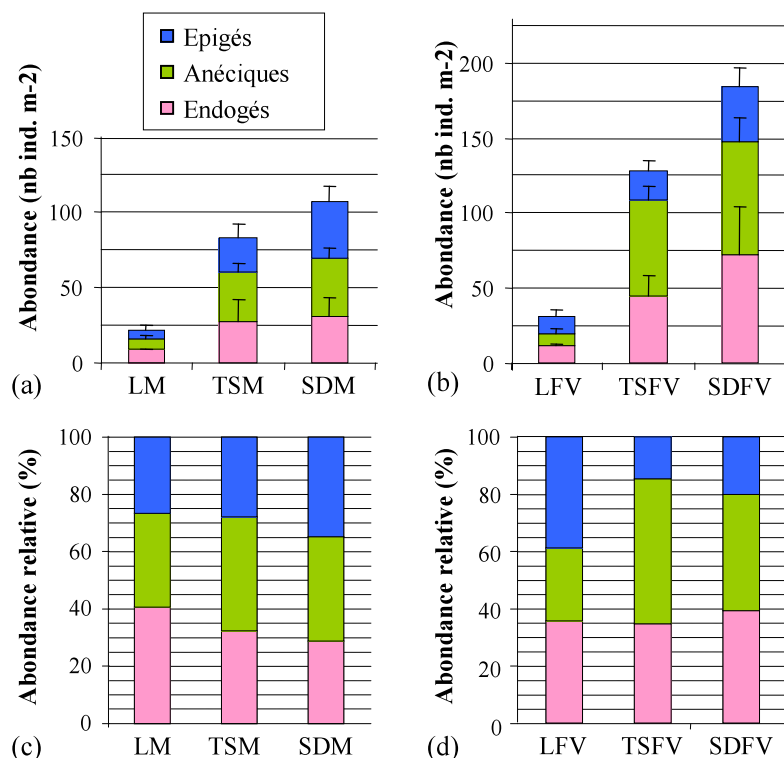 Epigés
Anéciques
Endogés
Abondance (nb ind. m-2)
150
100
50
0
(a)
LM
TSM
SDM
Abondance (nb ind. m-2)
200
150
100
50
0
(b)
LFV
TSFV
SDFV
Abondance relative (%)
100
80
60
40
20
0
(c)
LM
TSM
SDM
Abondance relative (%)
100
80
60
40
20
0
(d)
LFV
TSFV
SDFV